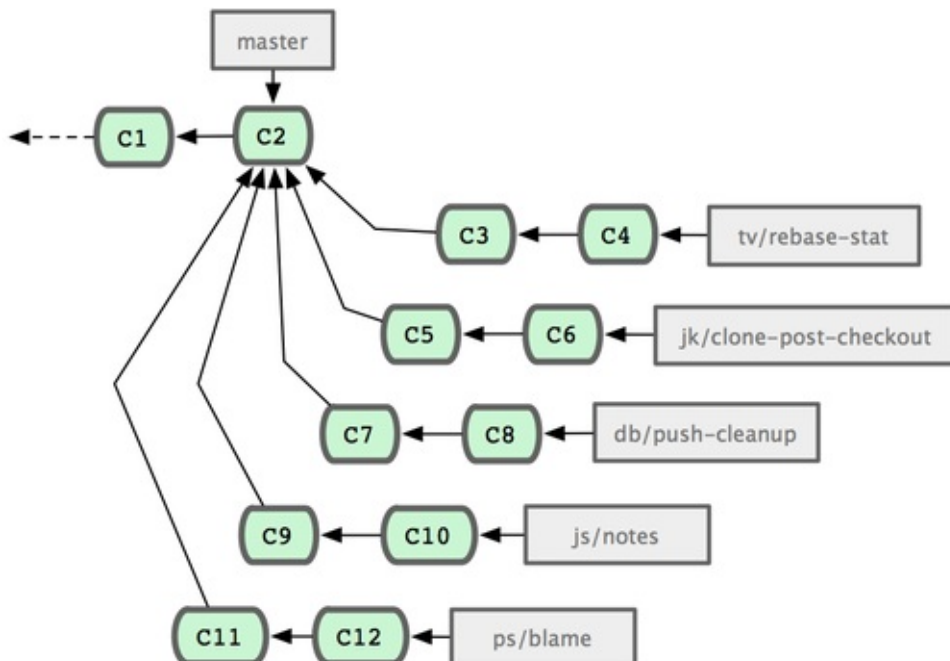 master
C1
C2
C3
C4
tv/rebase-stat
C5
C6
jk/clone-post-checkout
C7
C8
db/push-cleanup
C9
C10
js/notes
C11
C12
ps/blame